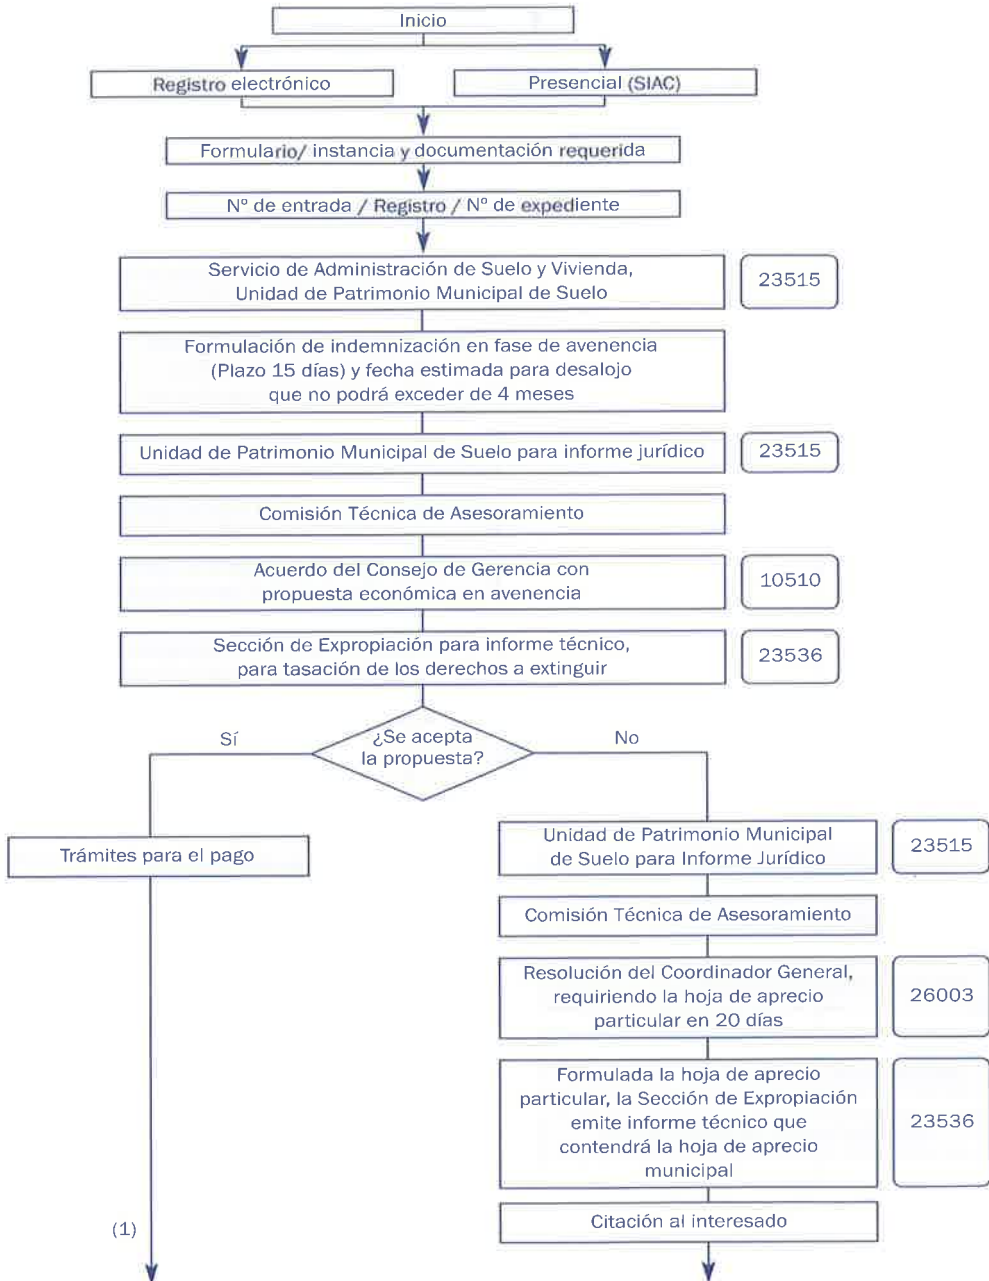 Inicio
Registro electrónico
Presencial (SIAC)
Formulario/ instancia y documentación requerida
Nº de entrada / Registro / Nº de expediente
Servicio de Administración de Suelo y Vivienda,
Unidad de Patrimonio Municipal de Suelo
23515
Formulación de indemnización en fase de avenencia
(Plazo 15 días) y fecha estimada para desalojo
que no podrá exceder de 4 meses
Unidad de Patrimonio Municipal de Suelo para informe jurídico
23515
Comisión Técnica de Asesoramiento
Acuerdo del Consejo de Gerencia con
propuesta económica en avenencia
10510
Sección de Expropiación para informe técnico,
para tasación de los derechos a extinguir
23536
¿Se acepta
la propuesta?
Sí
No
Trámites para el pago
Unidad de Patrimonio Municipal
de Suelo para Informe Jurídico
23515
Comisión Técnica de Asesoramiento
Resolución del Coordinador General,
requiriendo la hoja de aprecio
particular en 20 días
26003
Formulada la hoja de aprecio
particular, la Sección de Expropiación
emite informe técnico que
contendrá la hoja de aprecio
municipal
23536
Citación al interesado
(1)